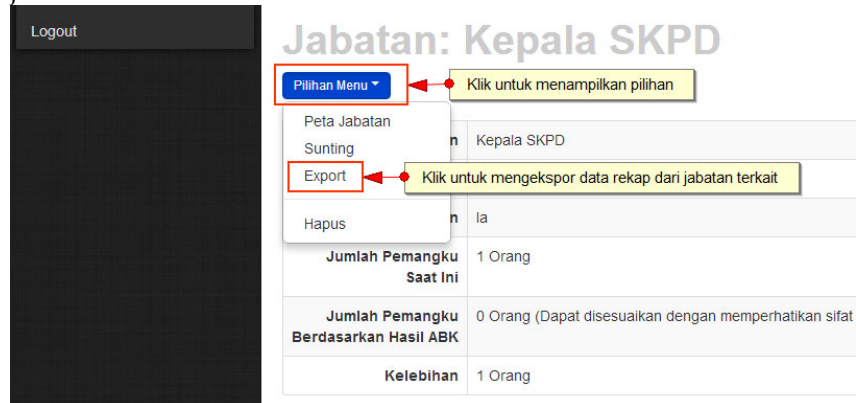 Logout
Jabatan: Kepala SKPD
Pilihan Menu
Klik untuk menampilkan pilihan
Peta Jabatan
Sunting
Export
Hapus
n Kepala SKPD
Klik untuk mengekspor data rekap dari jabatan terkait
n Ia
Jumlah Pemangku
Saat Ini
1 Orang
Jumlah Pemangku
Berdasarkan Hasil ABK
0 Orang (Dapat disesuaikan dengan memperhatikan sifat
Kelebihan 1 Orang